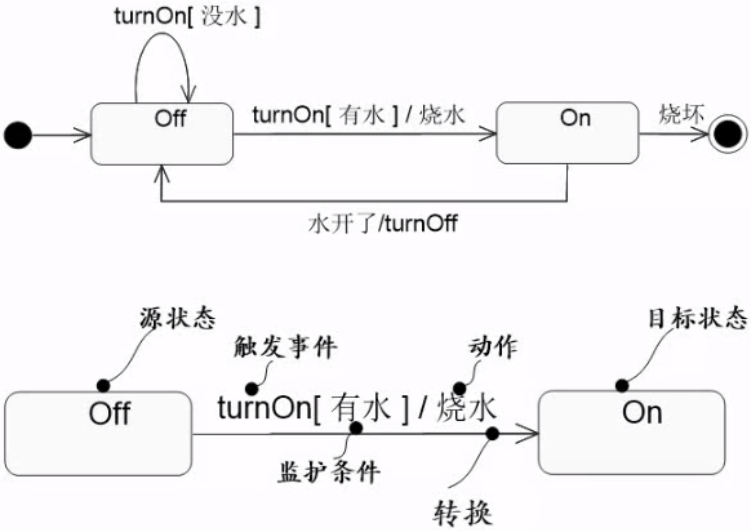 turnOn[ 没水 ]
Off
turnOn[ 有水 ] / 烧水
On
烧坏
水开了/turnOff
源状态
触发事件
动作
目标状态
Off
turnOn[ 有水 ] / 烧水
On
监护条件
转换